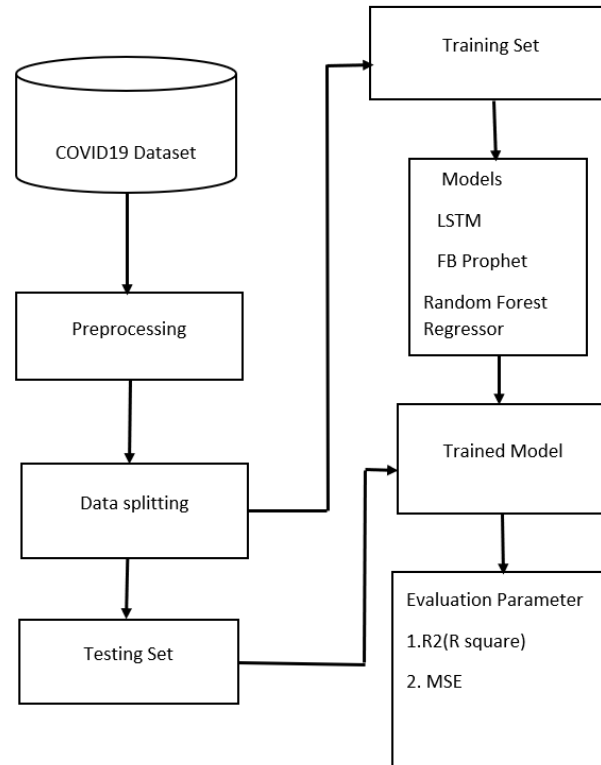 COVID19 Dataset
Preprocessing
Data splitting
Testing Set
Training Set
Models
LSTM
FB Prophet
Random Forest
Regressor
Trained Model
Evaluation Parameter
1.R2(R square)
2. MSE